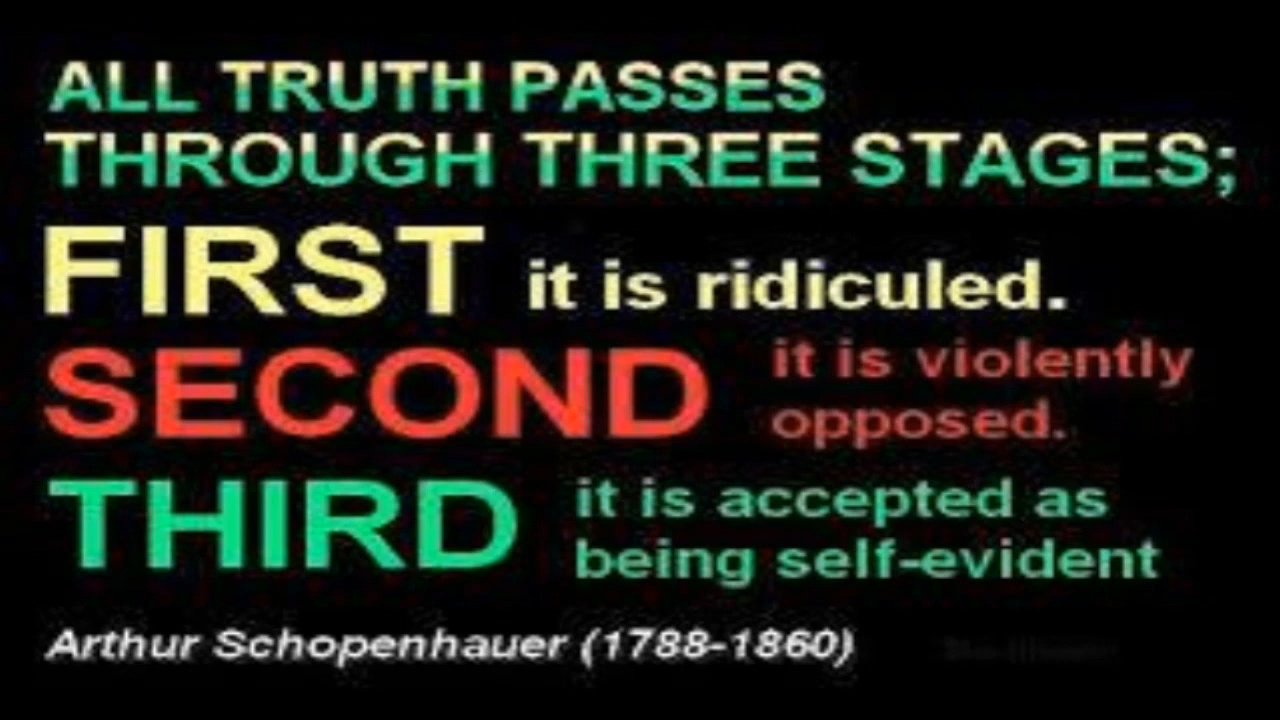 ALL TRUTH PASSES
THROUGH THREE STAGES;
FIRST it is ridiculed.
SECOND it is violently
opposed.
THIRD it is accepted as
being self-evident
Arthur Schopenhauer (1788-1860)